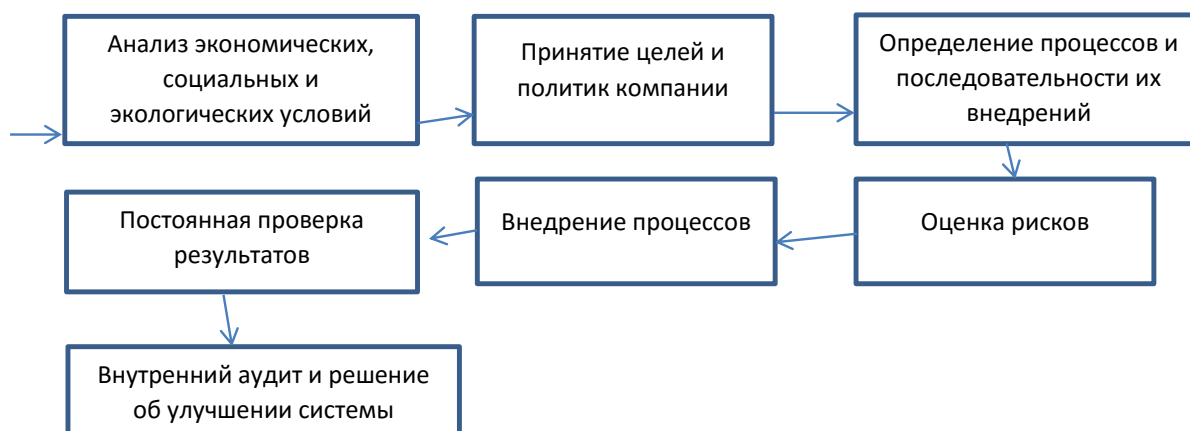 Анализ экономических,
социальных и
экологических условий
Принятие целей и
политик компании
Определение процессов и
последовательности их
внедрений
Оценка рисков
Внедрение процессов
Постоянная проверка
результатов
Внутренний аудит и решение
об улучшении системы